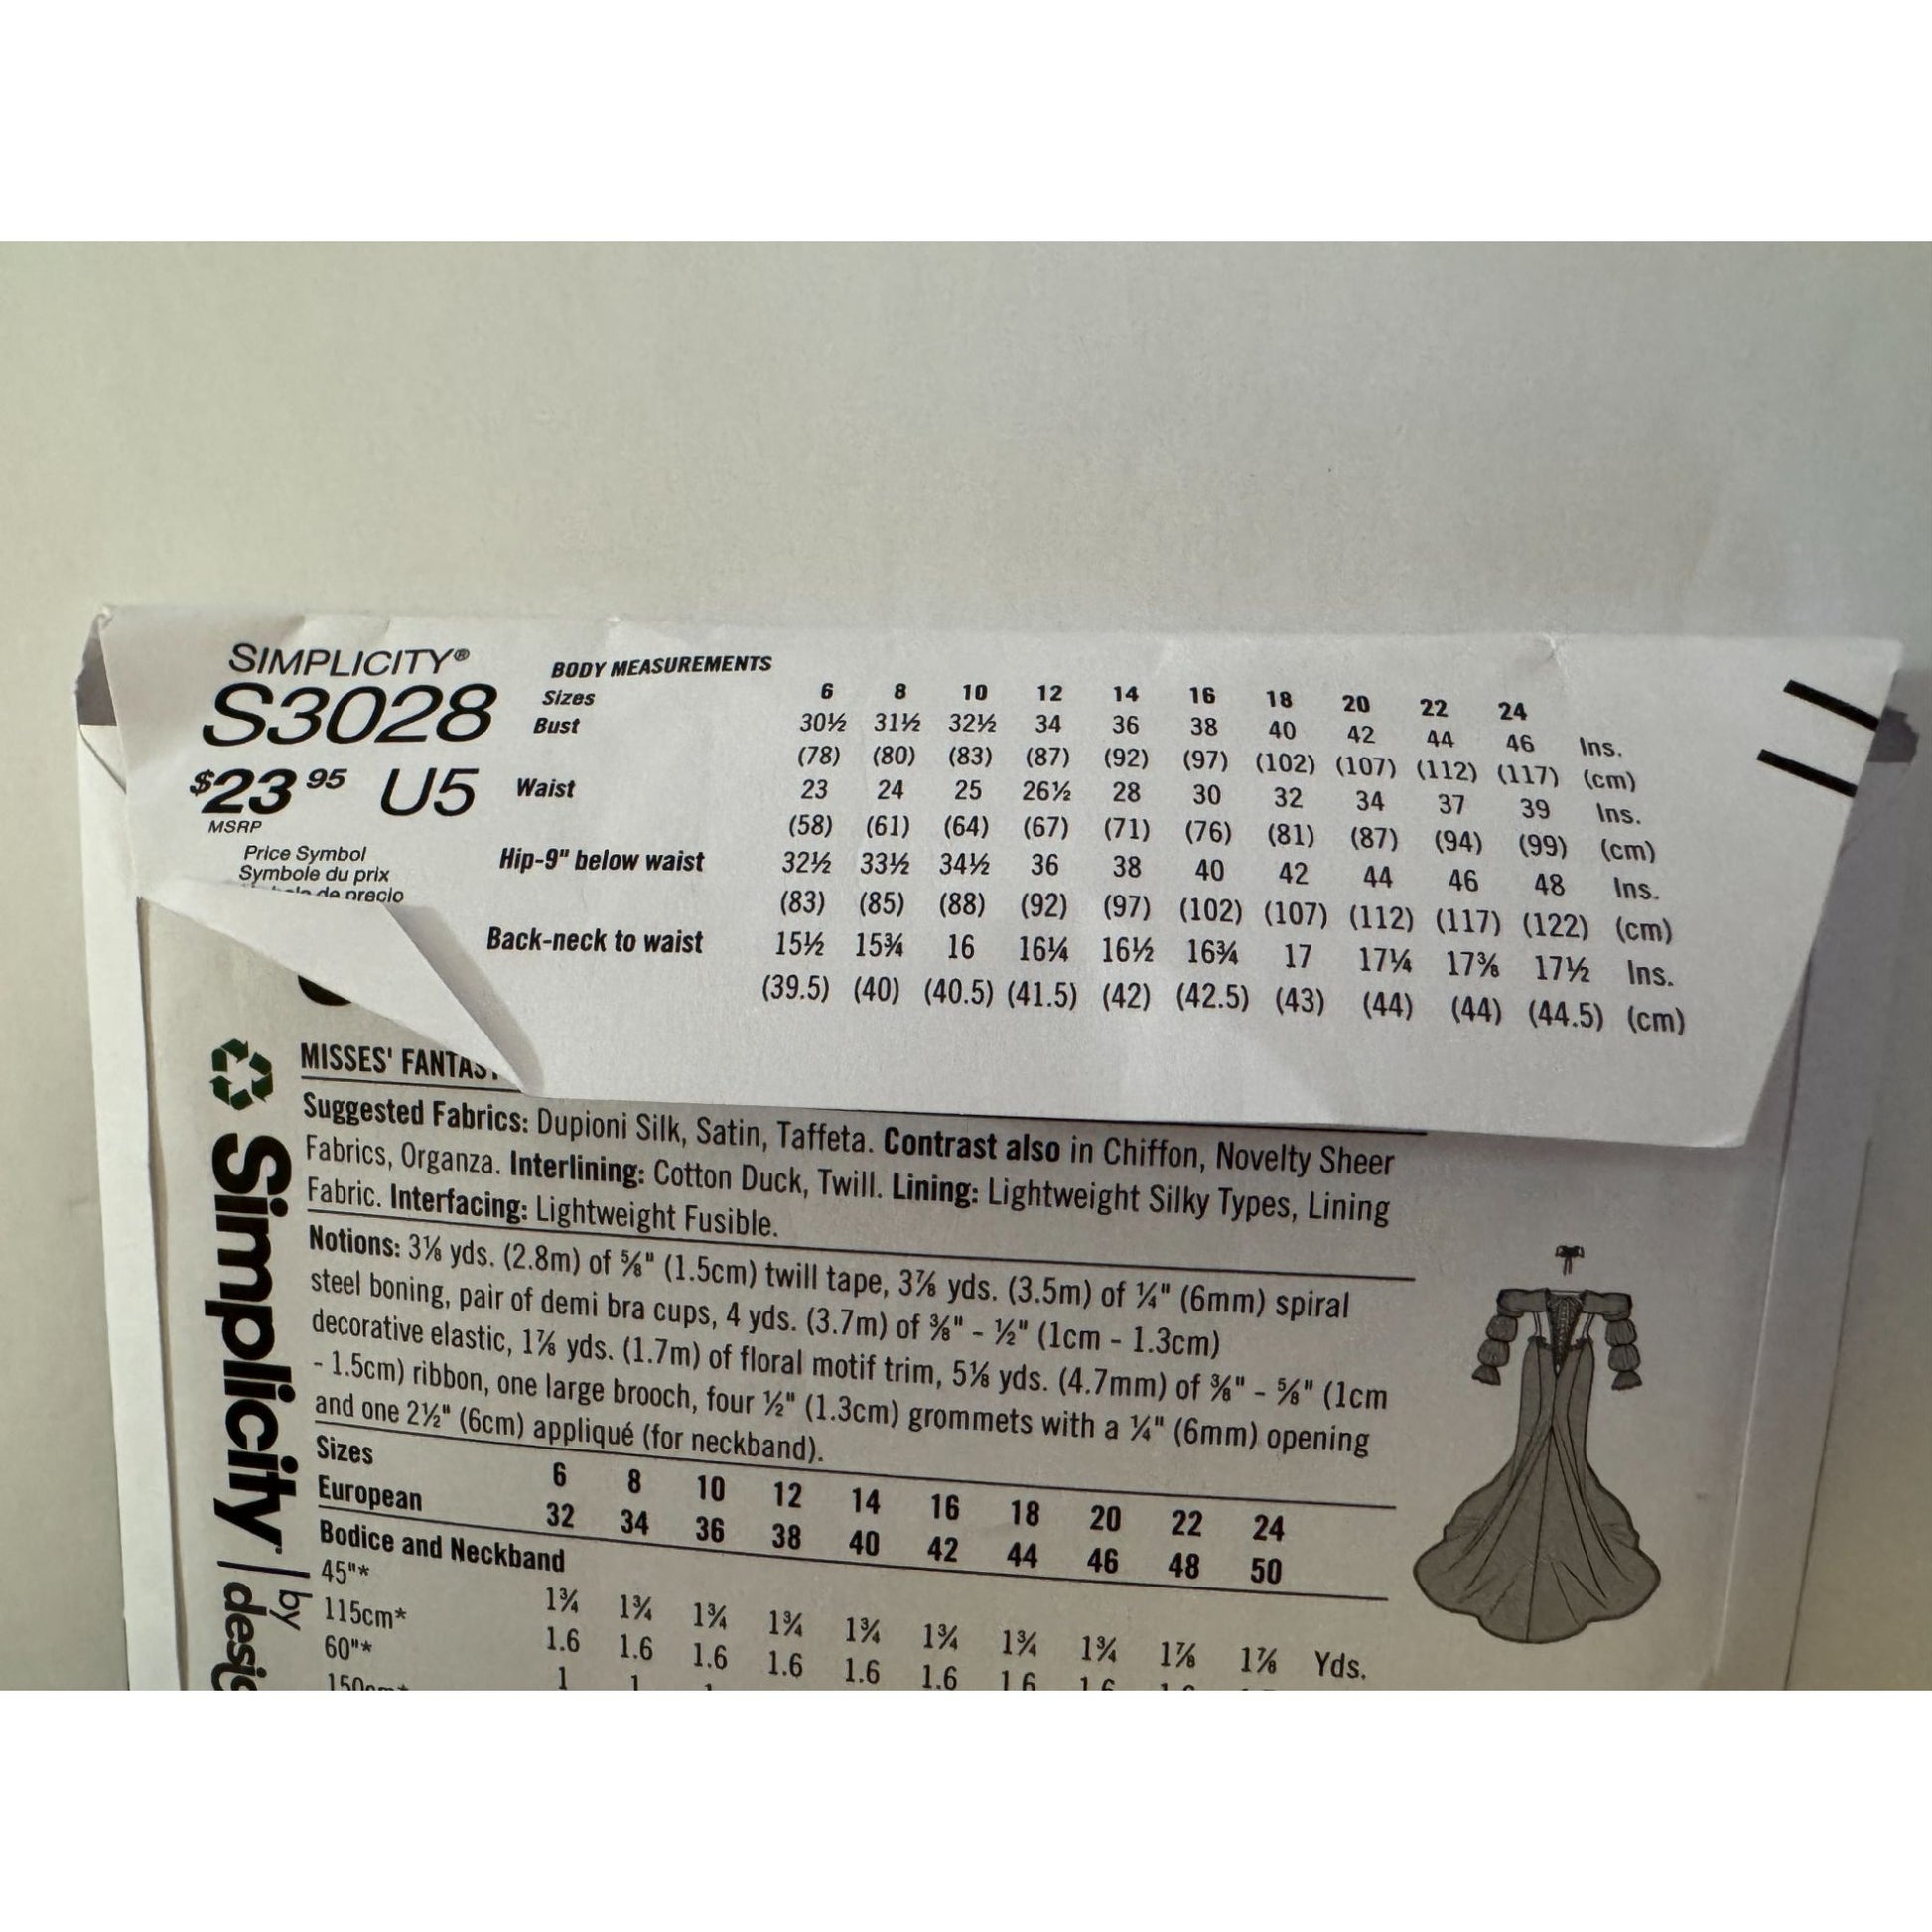 SIMPLICITY®
S3028
$23 95 U5
MSRP
Price Symbol
Symbole du prix
de precio
BODY MEASUREMENTS
Sizes 6 8 10 12 14 16 18 20 22 24
Bust 30½ 31½ 32½ 34 36 38 40 42 44 46 Ins.
(78) (80) (83) (87) (92) (97) (102) (107) (112) (117) (cm)
Waist 23 24 25 26½ 28 30 32 34 37 39 Ins.
(58) (61) (64) (67) (71) (76) (81) (87) (94) (99) (cm)
Hip-9" below waist 32½ 33½ 34½ 36 38 40 42 44 46 48 Ins.
(83) (85) (88) (92) (97) (102) (107) (112) (117) (122) (cm)
Back-neck to waist 15½ 15¾ 16 16¼ 16½ 16¾ 17 17¼ 17⅜ 17½ Ins.
(39.5) (40) (40.5) (41.5) (42) (42.5) (43) (44) (44) (44.5) (cm)
MISSES'
Suggested Fabrics: Dupioni Silk, Satin, Taffeta. Contrast also in Chiffon, Novelty Sheer
Fabrics, Organza. Interlining: Cotton Duck, Twill. Lining: Lightweight Silky Types, Lining
Fabric. Interfacing: Lightweight Fusible.
Notions: 3⅛ yds. (2.8m) of ⅝" (1.5cm) twill tape, 3⅞ yds. (3.5m) of ¼" (6mm) spiral
steel boning, pair of demi bra cups, 4 yds. (3.7m) of ⅜" - ½" (1cm - 1.3cm)
decorative elastic, 1⅞ yds. (1.7m) of floral motif trim, 5⅛ yds. (4.7mm) of ⅜" - ⅝" (1cm
- 1.5cm) ribbon, one large brooch, four ½" (1.3cm) grommets with a ¼" (6mm) opening
and one 2½" (6cm) appliqué (for neckband).
Sizes 6 8 10 12 14 16 18 20 22 24
European 32 34 36 38 40 42 44 46 48 50
Bodice and Neckband
45"* 1¾ 1¾ 1¾ 1¾ 1¾ 1¾ 1¾ 1¾ 1⅞ 1⅞ Yds.
115cm* 1.6 1.6 1.6 1.6 1.6 1.6
60"* 1 1 1
Simplicity | by